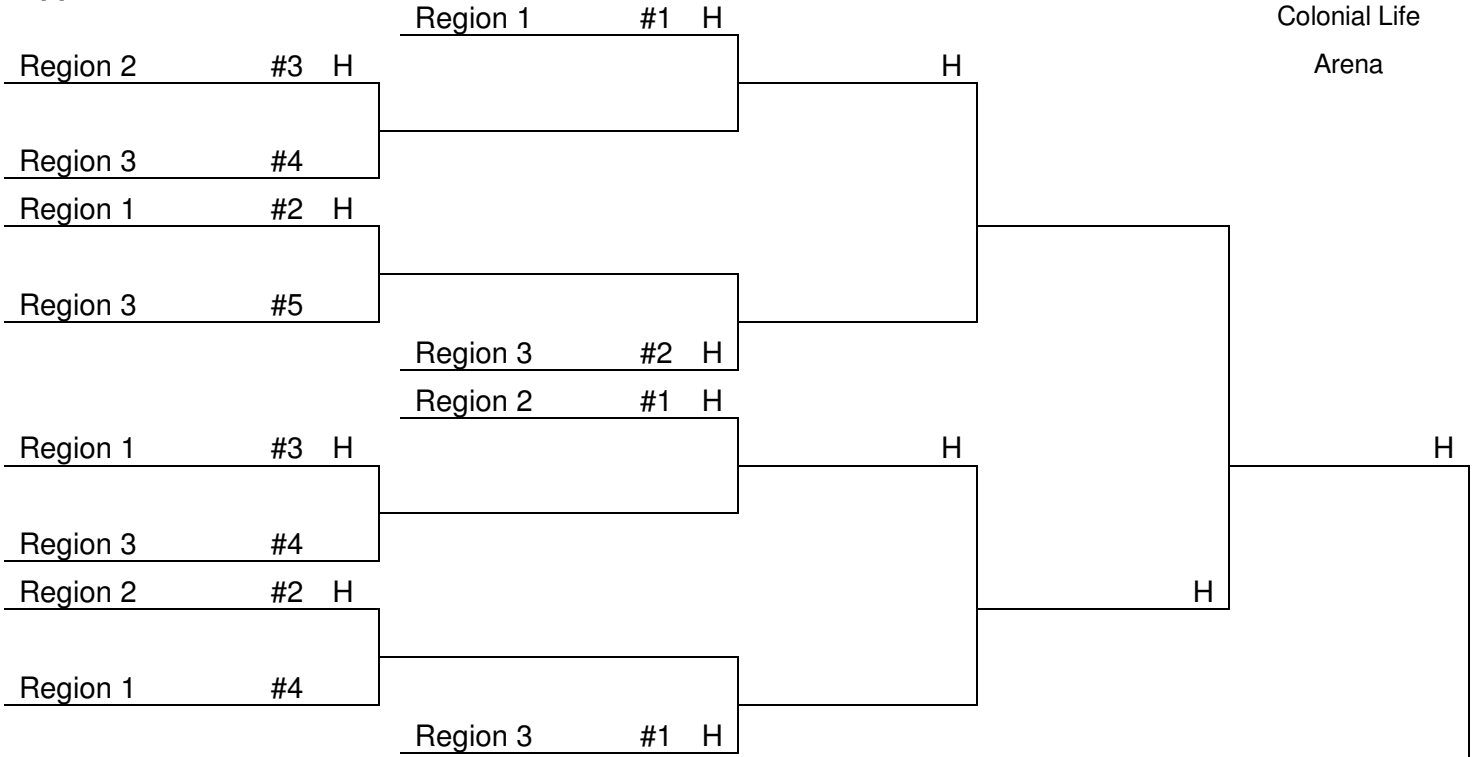 Region 1 #1 H
Colonial Life
Region 2 #3 H
H
Arena
Region 3 #4
Region 1 #2 H
Region 3 #5
Region 3 #2 H
Region 2 #1 H
Region 1 #3 H
H
H
Region 3 #4
Region 2 #2 H
H
Region 1 #4
Region 3 #1 H